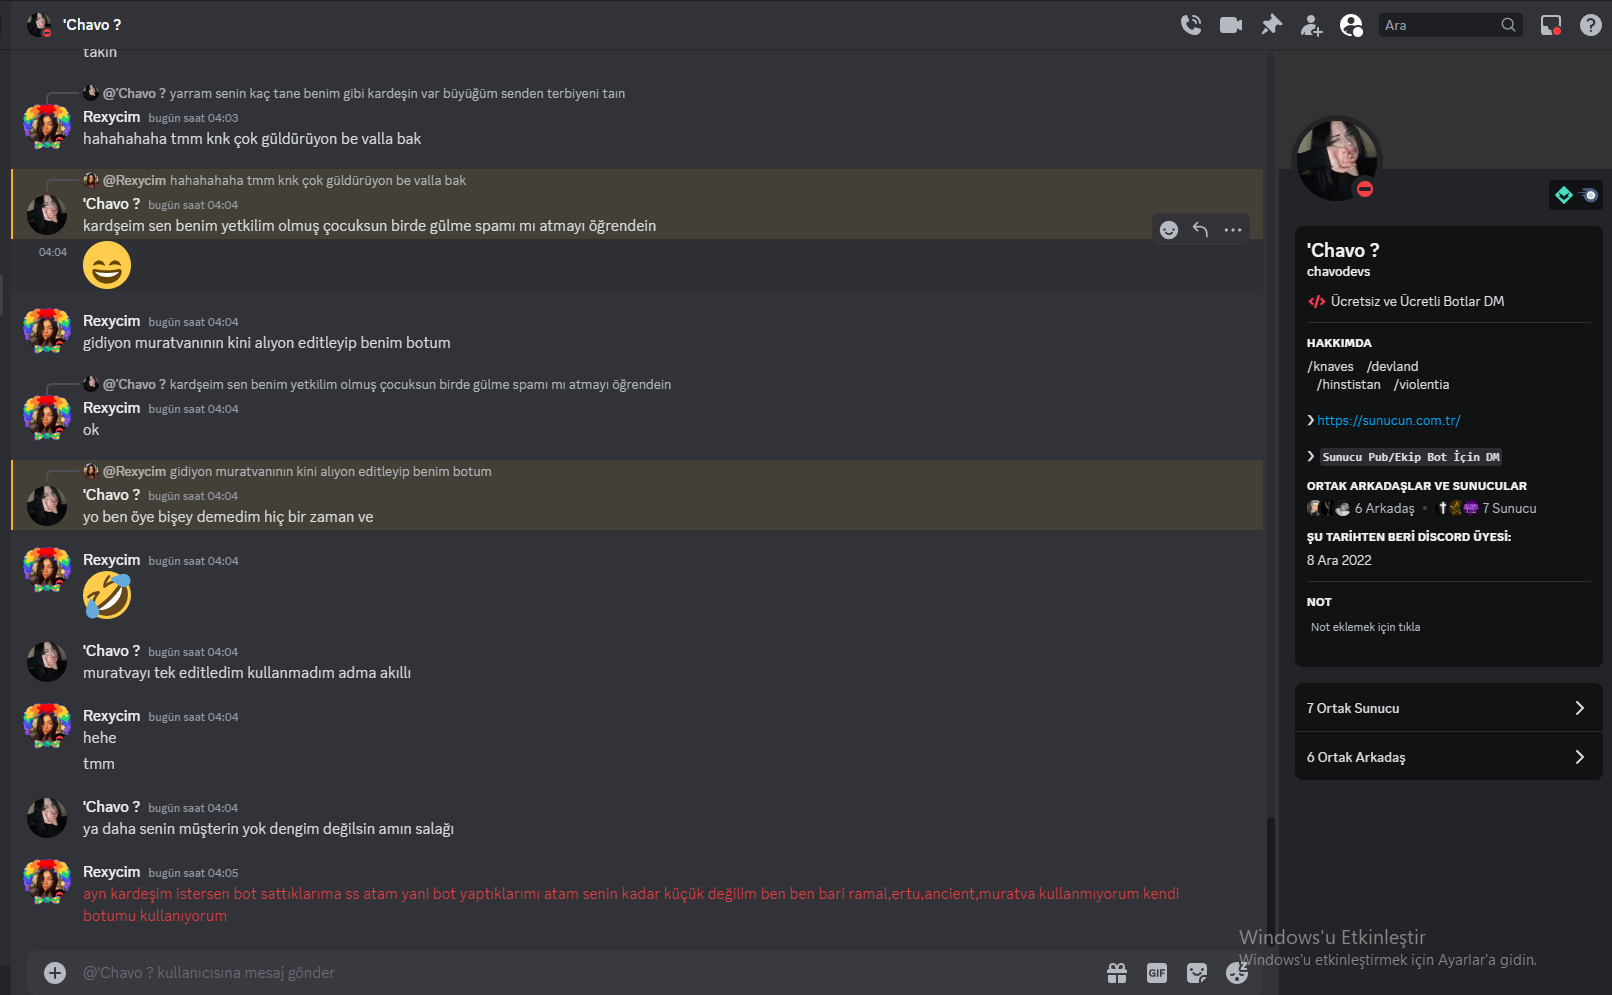 'Chavo ?
Ara
takın
@'Chavo ? yarram senin kaç tane benim gibi kardeşin var büyüğüm senden terbiyeni taın
Rexycim bugün saat 04:03
hahahahaha tmm knk çok güldürüyon be valla bak
@Rexycim hahahahaha tmm knk çok güldürüyon be valla bak
'Chavo ? bugün saat 04:04
kardşeim sen benim yetkilim olmuş çocuksun birde gülme spamı mı atmayı öğrendein
04:04
Rexycim bugün saat 04:04
gidiyon muratvanının kini alıyon editleyip benim botum
@'Chavo ? kardşeim sen benim yetkilim olmuş çocuksun birde gülme spamı mı atmayı öğrendein
Rexycim bugün saat 04:04
ok
@Rexycim gidiyon muratvanının kini alıyon editleyip benim botum
'Chavo ? bugün saat 04:04
yo ben öye bişey demedim hiç bir zaman ve
Rexycim bugün saat 04:04
'Chavo ? bugün saat 04:04
muratvayı tek editledim kullanmadım adma akıllı
Rexycim bugün saat 04:04
hehe
tmm
'Chavo ? bugün saat 04:04
ya daha senin müşterin yok dengim değilsin amın salağı
Rexycim bugün saat 04:05
ayn kardeşim istersen bot sattıklarıma ss atam yani bot yaptıklarımı atam senin kadar küçük değilim ben ben bari ramal,ertu,ancient,muratva kullanmıyorum kendi
botumu kullanıyorum
@'Chavo ? kullanıcısına mesaj gönder
GIF
'Chavo ?
chavodevs
</> Ücretsiz ve Ücretli Botlar DM
HAKKIMDA
/knaves /devland
/hinstistan /violentia
❯ https://sunucun.com.tr/
❯ Sunucu Pub/Ekip Bot İçin DM
ORTAK ARKADAŞLAR VE SUNUCULAR
6 Arkadaş • 7 Sunucu
ŞU TARİHTEN BERİ DİSCORD ÜYESİ:
8 Ara 2022
NOT
Not eklemek için tıkla
7 Ortak Sunucu
6 Ortak Arkadaş
Windows'u Etkinleştir
Windows'u etkinleştirmek için Ayarlar'a gidin.